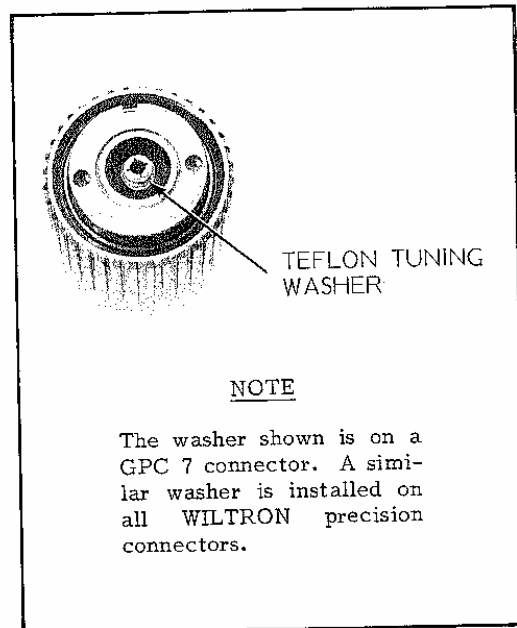 TEFLON TUNING
WASHER
NOTE
The washer shown is on a
GPC 7 connector. A simi-
lar washer is installed on
all WILTRON precision
connectors.